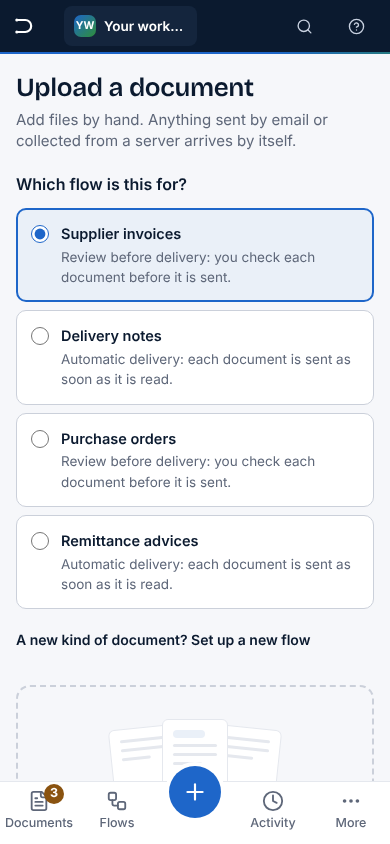 YW Your work...
Upload a document
Add files by hand. Anything sent by email or
collected from a server arrives by itself.
Which flow is this for?
Supplier invoices
Review before delivery: you check each
document before it is sent.
Delivery notes
Automatic delivery: each document is sent as
soon as it is read.
Purchase orders
Review before delivery: you check each
document before it is sent.
Remittance advices
Automatic delivery: each document is sent as
soon as it is read.
A new kind of document? Set up a new flow
3
Documents Flows Activity More